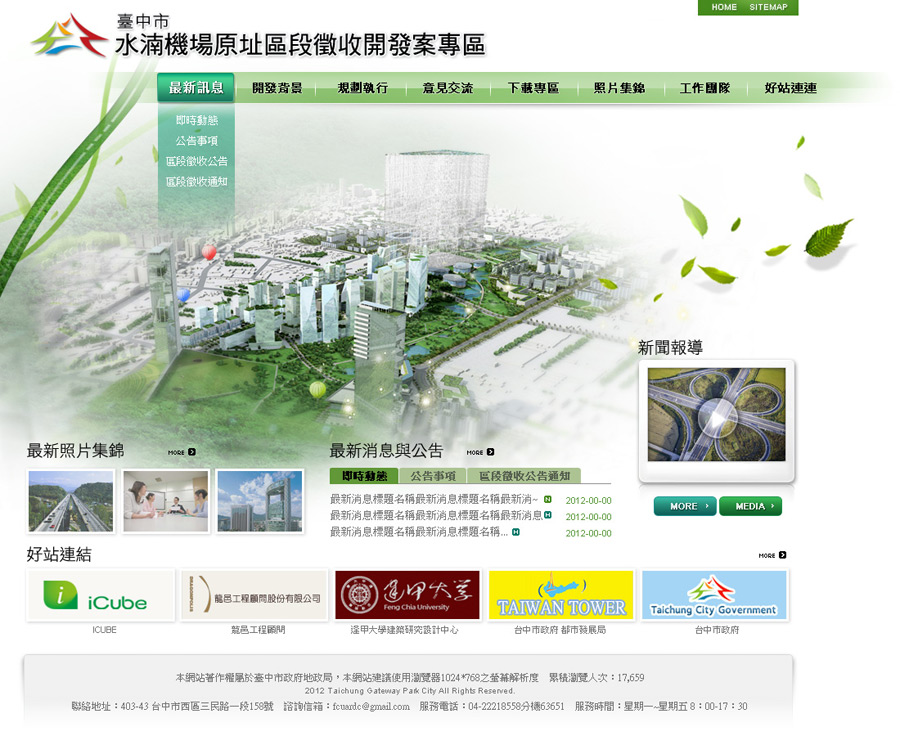 HOME SITEMAP
臺中市
水湳機場原址區段徵收開發案專區
最新訊息 開發背景 規劃執行 意見交流 下載專區 照片集錦 工作團隊 好站連連
即時動態
公告事項
區段徵收公告
區段徵收通知
新聞報導
最新照片集錦 MORE
最新消息與公告 MORE
即時動態 公告事項 區段徵收公告通知
最新消息標題名稱最新消息標題名稱最新消~ N 2012-00-00
最新消息標題名稱最新消息標題名稱最新消息 H 2012-00-00
最新消息標題名稱最新消息標題名稱... H 2012-00-00
MORE MEDIA
好站連結 MORE
i iCube
DRAGONPOLIS 龍邑工程顧問股份有限公司
逢甲大學 Feng Chia University
TAIWAN TOWER
Taichung City Government
ICUBE 龍邑工程顧問 逢甲大學建築研究設計中心 台中市政府 都市發展局 台中市政府
本網站著作權屬於臺中市政府地政局，本網站建議使用瀏覽器1024*768之螢幕解析度 累積瀏覽人次：17,659
2012 Taichung Gateway Park City All Rights Reserved.
聯絡地址：403-43 台中市西區三民路一段158號 諮詢信箱：fcuardc@gmail.com 服務電話：04-22218558分機63651 服務時間：星期一~星期五 8：00-17：30